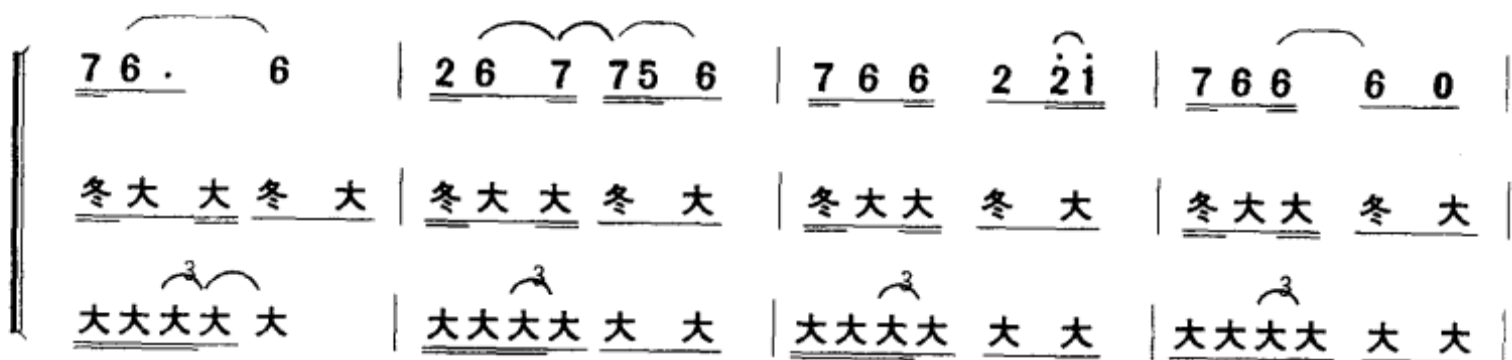 7 6 . 6 | 2 6 7 7 5 6 | 7 6 6 2 2̇ 1̇ | 7 6 6 6 0 |
冬 大 大 冬 大 | 冬 大 大 冬 大 | 冬 大 大 冬 大 | 冬 大 大 冬 大 |
3 3 3 3
大 大 大 大 大 | 大 大 大 大 大 大 | 大 大 大 大 大 大 | 大 大 大 大 大 大 |